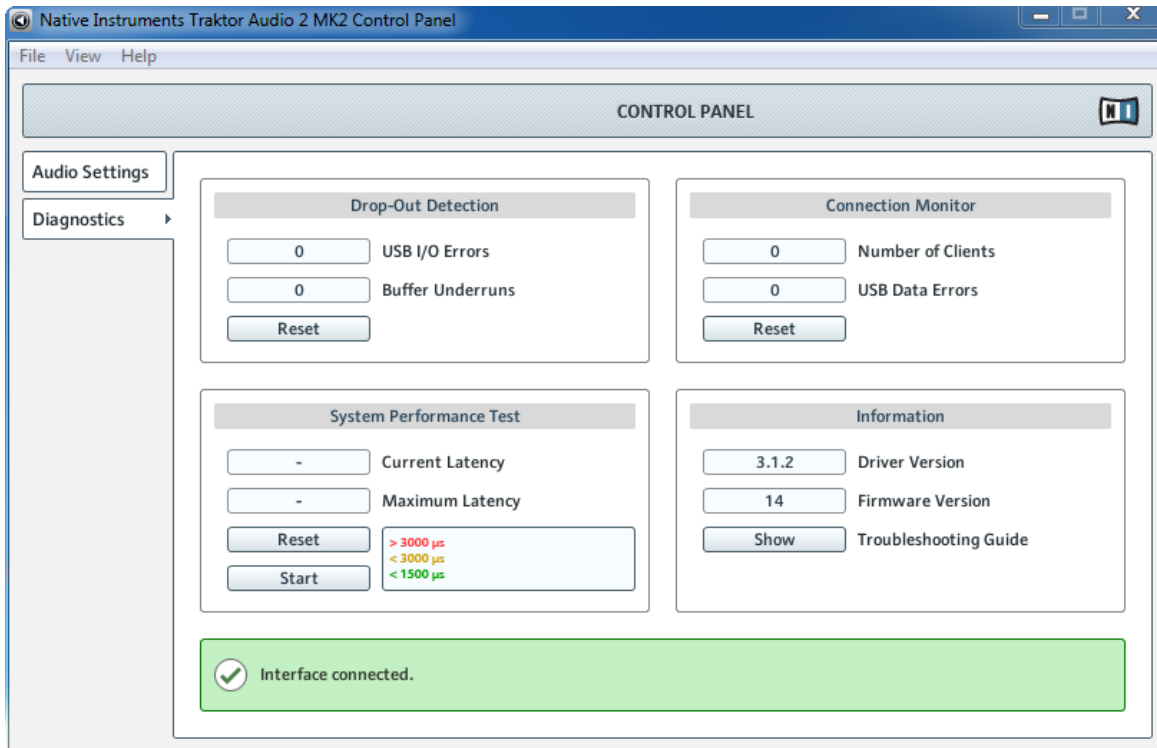 Native Instruments Traktor Audio 2 MK2 Control Panel
File View Help
CONTROL PANEL
NI
Audio Settings
Diagnostics
Drop-Out Detection
0 USB I/O Errors
0 Buffer Underruns
Reset
Connection Monitor
0 Number of Clients
0 USB Data Errors
Reset
System Performance Test
- Current Latency
- Maximum Latency
Reset
Start
> 3000 µs
< 3000 µs
< 1500 µs
Information
3.1.2 Driver Version
14 Firmware Version
Show Troubleshooting Guide
Interface connected.